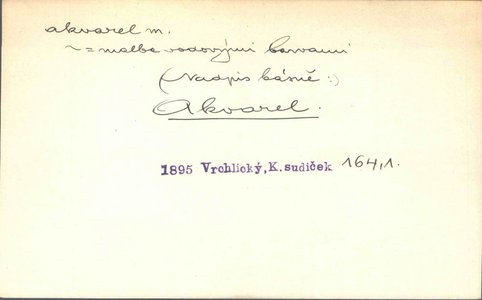 akvarel m.
~ = malba vodovými barvami
(Nadpis básně:)
Akvarel.
1895 Vrchlický, K. sudiček 164,1.